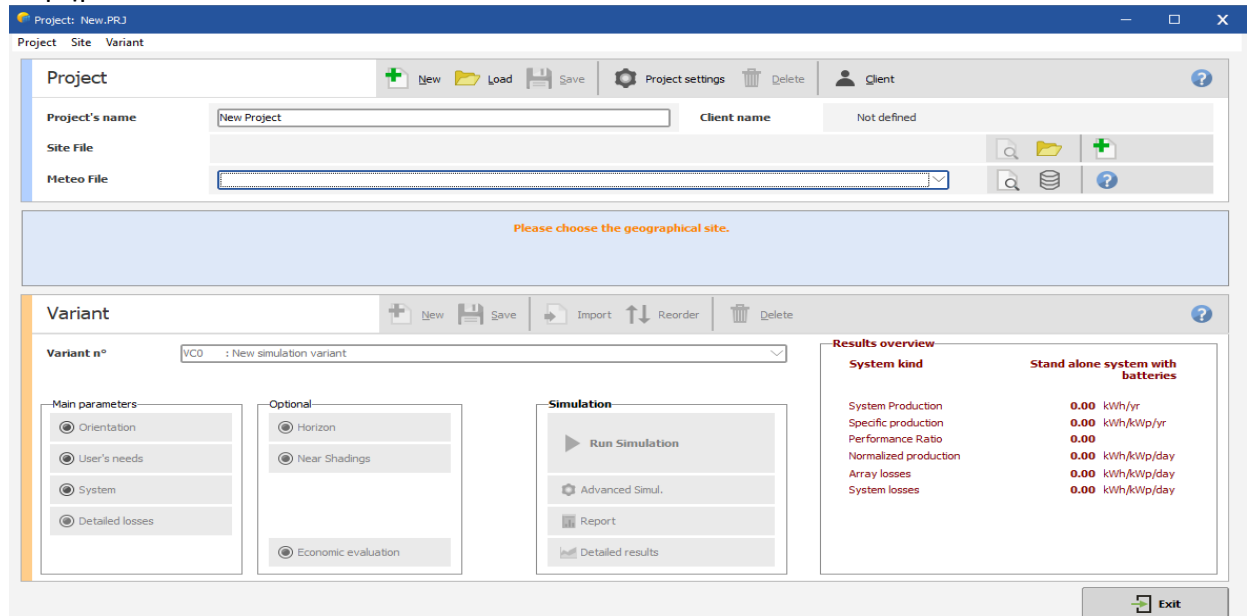 Project: New.PRJ
Project Site Variant
Project New Load Save Project settings Delete Client
Project's name New Project Client name Not defined
Site File
Meteo File
Please choose the geographical site.
Variant New Save Import Reorder Delete
Variant n° VC0 : New simulation variant
Results overview
System kind Stand alone system with batteries
Main parameters
Orientation
User's needs
System
Detailed losses
Optional
Horizon
Near Shadings
Economic evaluation
Simulation
Run Simulation
Advanced Simul.
Report
Detailed results
System Production 0.00 kWh/yr
Specific production 0.00 kWh/kWp/yr
Performance Ratio 0.00
Normalized production 0.00 kWh/kWp/day
Array losses 0.00 kWh/kWp/day
System losses 0.00 kWh/kWp/day
Exit